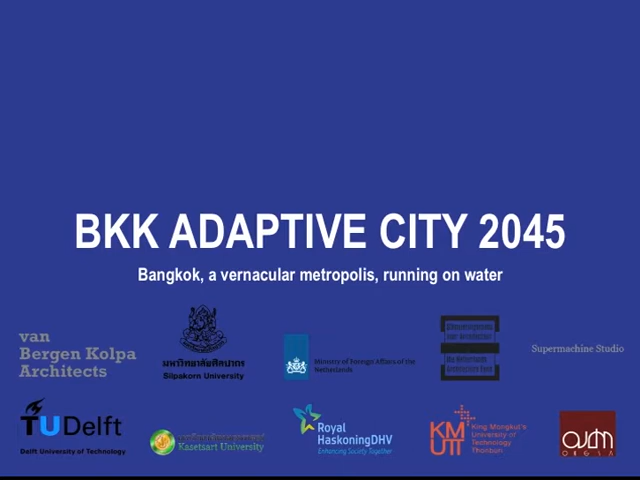 BKK ADAPTIVE CITY 2045
Bangkok, a vernacular metropolis, running on water
van
Bergen Kolpa
Architects
มหาวิทยาลัยศิลปากร
Silpakorn University
Ministry of Foreign Affairs of the
Netherlands
Supermachine Studio
TUDelft
Delft University of Technology
Kasetsart University
Royal
HaskoningDHV
Enhancing Society Together
KM
UTT
King Mongkut's
University of
Technology
Thonburi